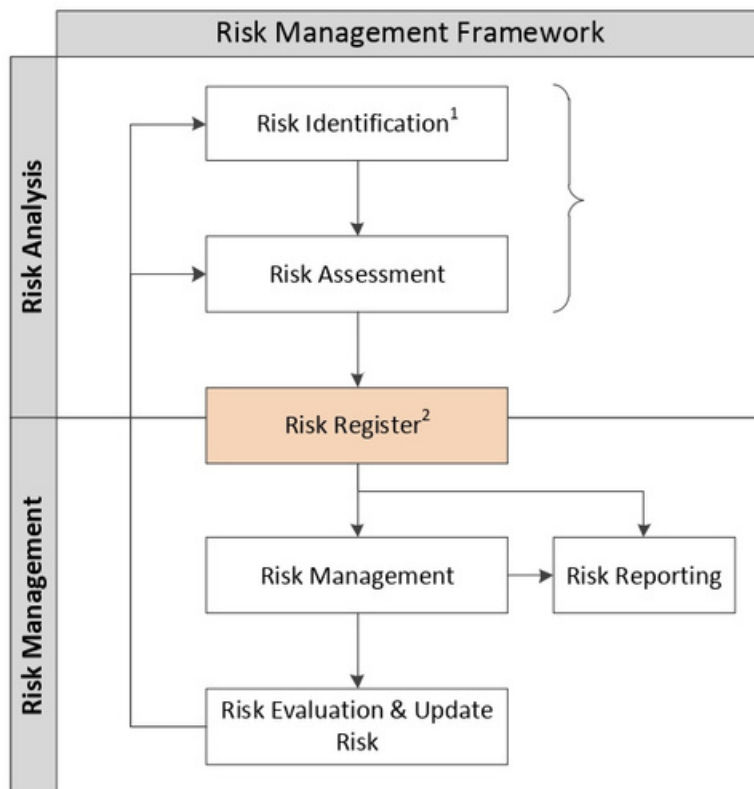 Risk Management Framework
Risk Analysis
Risk Identification¹
Risk Assessment
Risk Register²
Risk Management
Risk Management
Risk Reporting
Risk Evaluation & Update
Risk